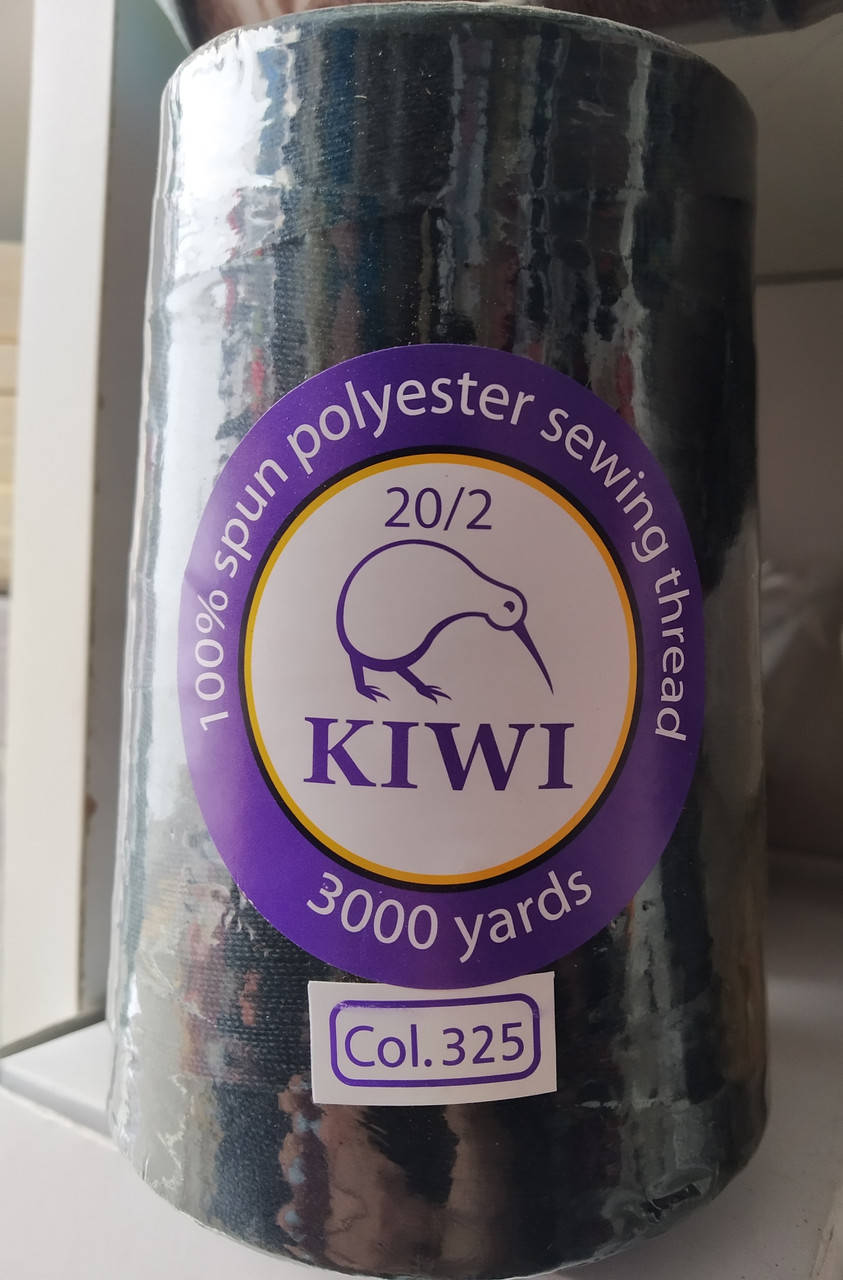 100% spun polyester sewing thread
20/2
KIWI
3000 yards
Col.325